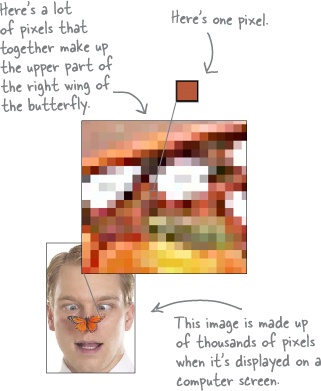 Here's a lot
of pixels that
together make up
the upper part of
the right wing of
the butterfly.
Here's one pixel.
This image is made up
of thousands of pixels
when it's displayed on a
computer screen.